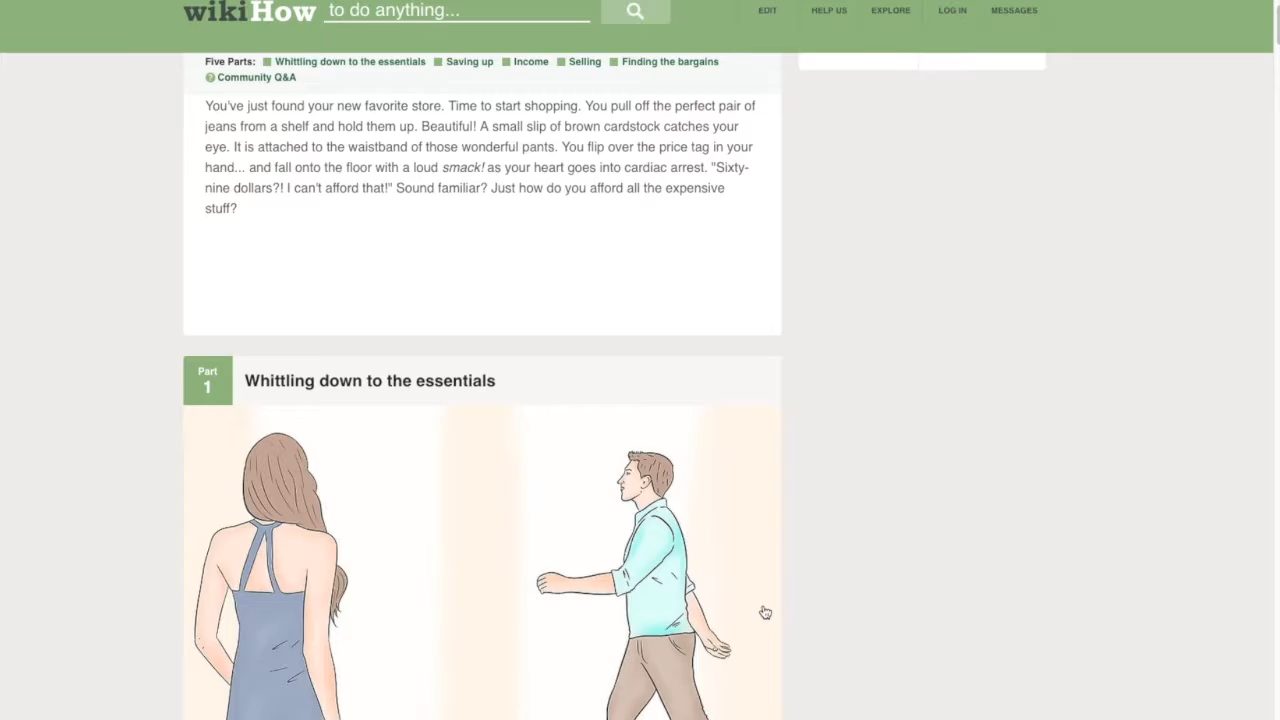 wikiHow to do anything...
EDIT HELP US EXPLORE LOG IN MESSAGES
Five Parts: Whittling down to the essentials Saving up Income Selling Finding the bargains
? Community Q&A
You've just found your new favorite store. Time to start shopping. You pull off the perfect pair of
jeans from a shelf and hold them up. Beautiful! A small slip of brown cardstock catches your
eye. It is attached to the waistband of those wonderful pants. You flip over the price tag in your
hand... and fall onto the floor with a loud smack! as your heart goes into cardiac arrest. "Sixty-
nine dollars?! I can't afford that!" Sound familiar? Just how do you afford all the expensive
stuff?
Part
1
Whittling down to the essentials